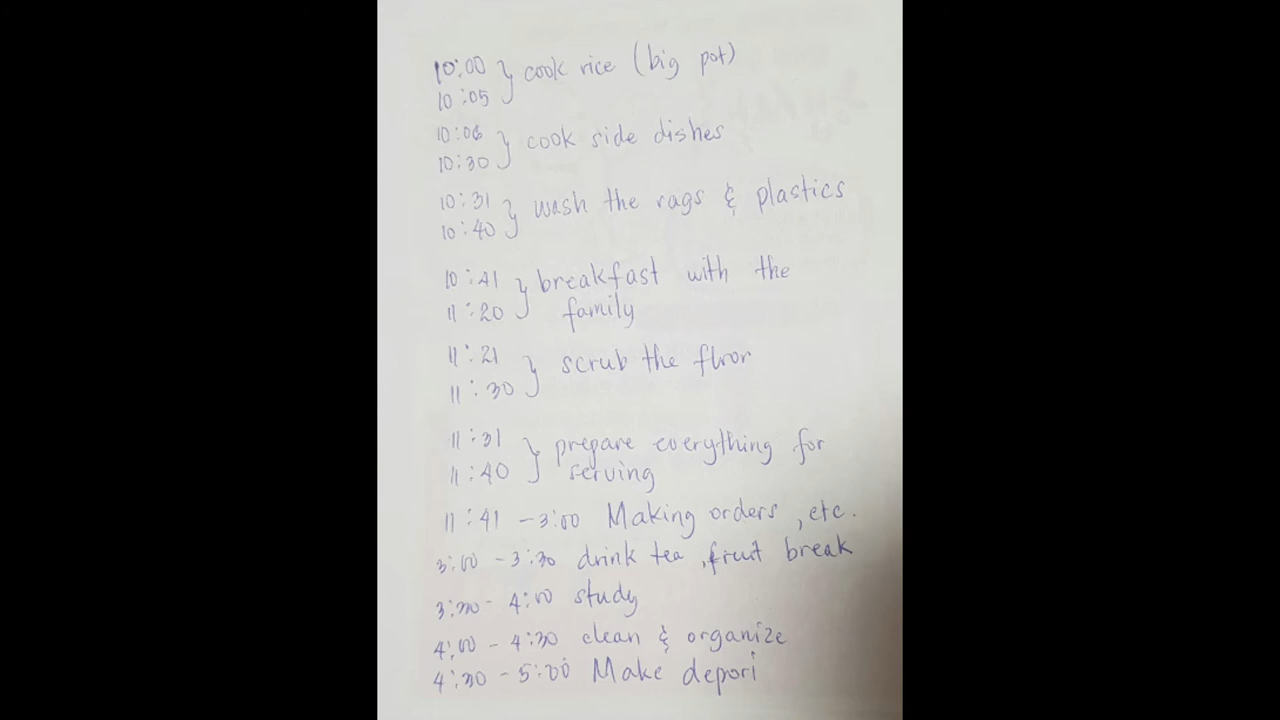 10:00 } cook rice (big pot)
10:05
10:06 } cook side dishes
10:30
10:31 } wash the rags & plastics
10:40
10:41 } breakfast with the
11:20 family
11:21 } scrub the floor
11:30
11:31 } prepare everything for
11:40 serving
11:41 - 3:00 Making orders, etc.
3:00 - 3:30 drink tea, fruit break
3:30 - 4:00 study
4:00 - 4:30 clean & organize
4:30 - 5:00 Make depori